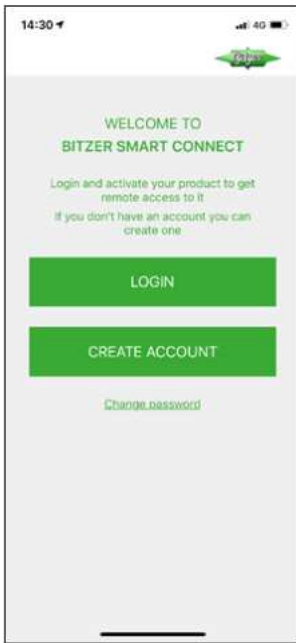 14:30
4G
WELCOME TO
BITZER SMART CONNECT
Login and activate your product to get
remote access to it
If you don't have an account you can
create one
LOGIN
CREATE ACCOUNT
Change password